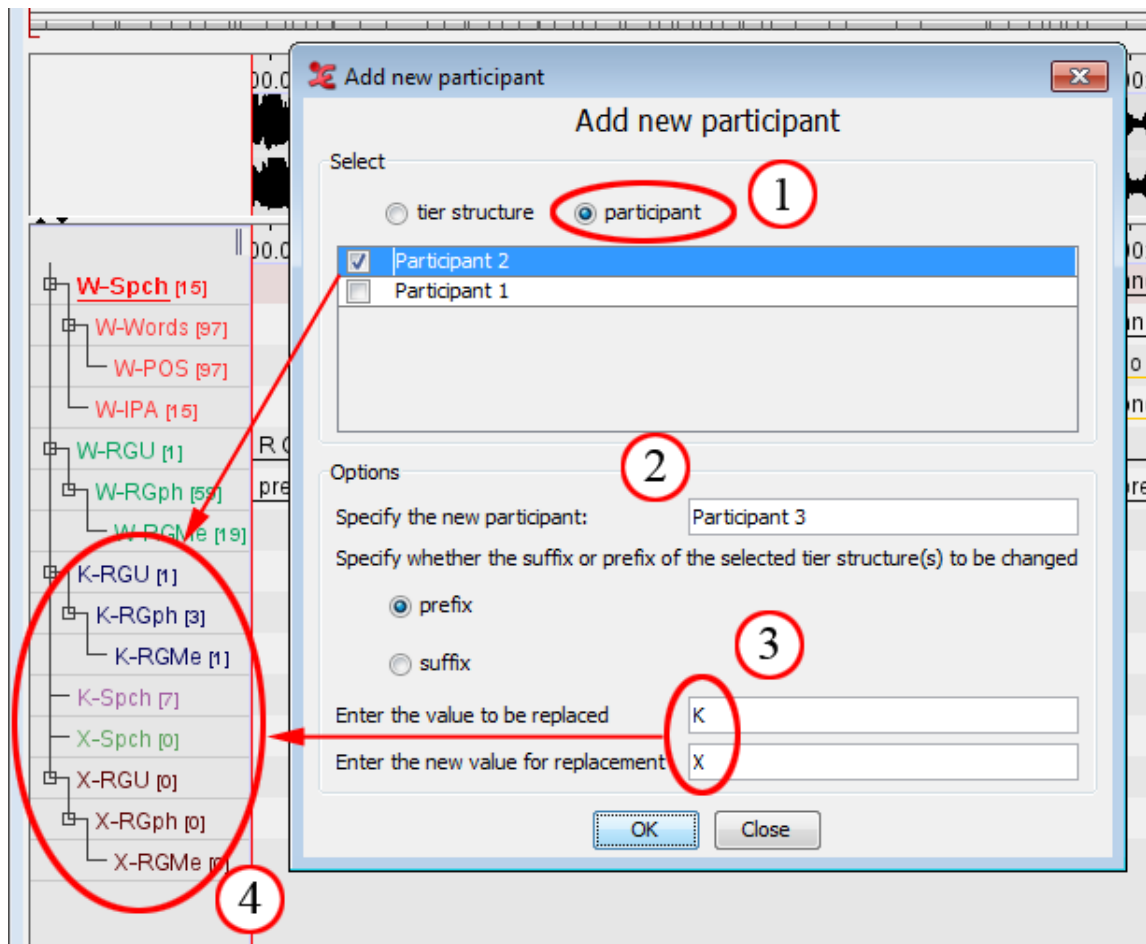 Add new participant
Add new participant
Select
1
tier structure participant
Participant 2
Participant 1
2
Options
Specify the new participant: Participant 3
Specify whether the suffix or prefix of the selected tier structure(s) to be changed
prefix
3
suffix
Enter the value to be replaced K
Enter the new value for replacement X
OK Close
W-Spch [15]
W-Words [97]
W-POS [97]
W-IPA [15]
W-RGU [1]
W-RGph [59]
W-RGMe [19]
K-RGU [1]
K-RGph [3]
K-RGMe [1]
K-Spch [7]
X-Spch [0]
X-RGU [0]
X-RGph [0]
X-RGMe [0]
4